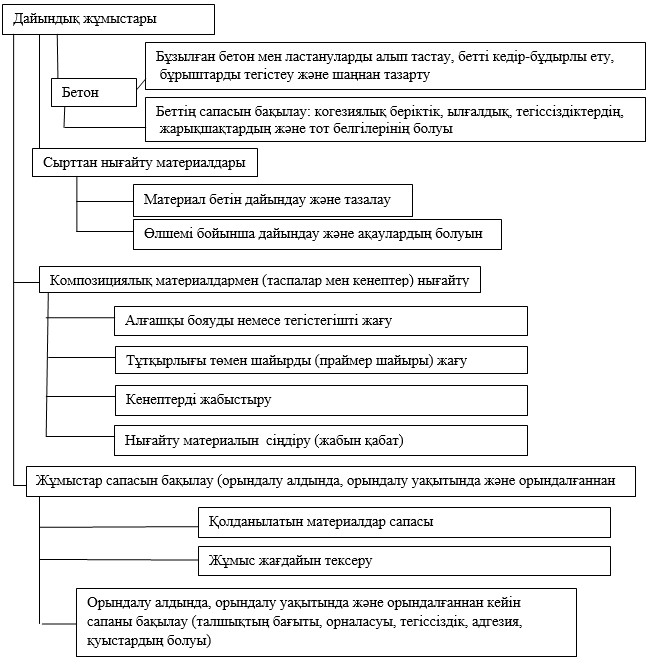 Дайындық жұмыстары
Бұзылған бетон мен ластануларды алып тастау, бетті кедір-бұдырлы ету,
бұрыштарды тегістеу және шаңнан тазарту
Бетон
Беттің сапасын бақылау: когезиялық беріктік, ылғалдық, тегіссіздіктердің,
жарықшақтардың және тот белгілерінің болуы
Сырттан нығайту материалдары
Материал бетін дайындау және тазалау
Өлшемі бойынша дайындау және ақаулардың болуын
Композициялық материалдармен (таспалар мен кенептер) нығайту
Алғашқы бояуды немесе тегістегішті жағу
Тұтқырлығы төмен шайырды (праймер шайыры) жағу
Кенептерді жабыстыру
Нығайту материалын сіңдіру (жабын қабат)
Жұмыстар сапасын бақылау (орындалу алдында, орындалу уақытында және орындалғаннан
Қолданылатын материалдар сапасы
Жұмыс жағдайын тексеру
Орындалу алдында, орындалу уақытында және орындалғаннан кейін
сапаны бақылау (талшықтың бағыты, орналасуы, тегіссіздік, адгезия,
қуыстардың болуы)